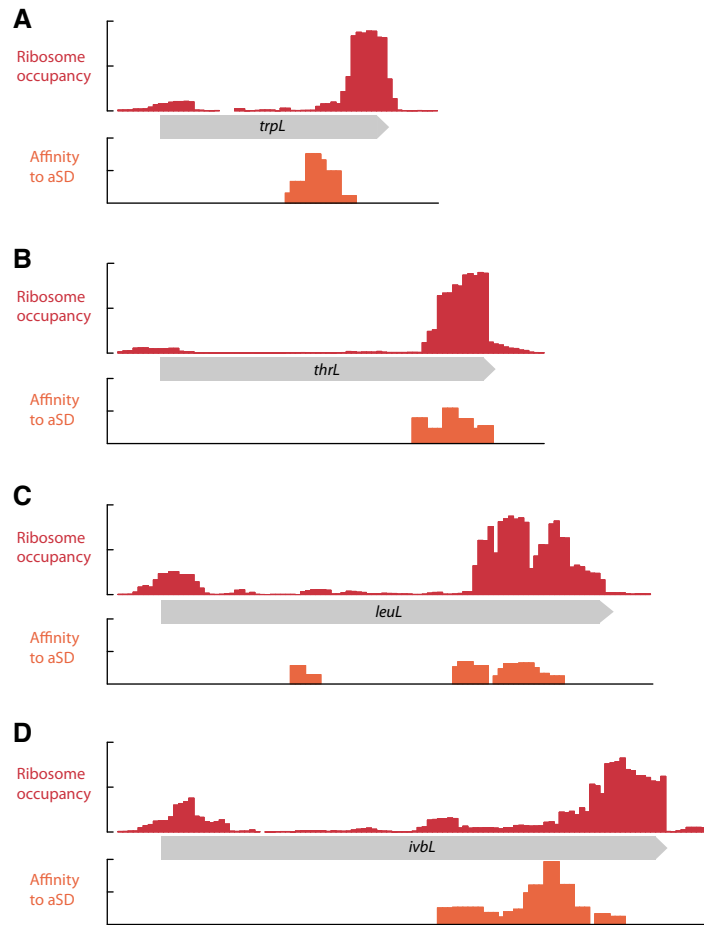 A
Ribosome
occupancy
trpL
Affinity
to aSD
B
Ribosome
occupancy
thrL
Affinity
to aSD
C
Ribosome
occupancy
leuL
Affinity
to aSD
D
Ribosome
occupancy
ivbL
Affinity
to aSD